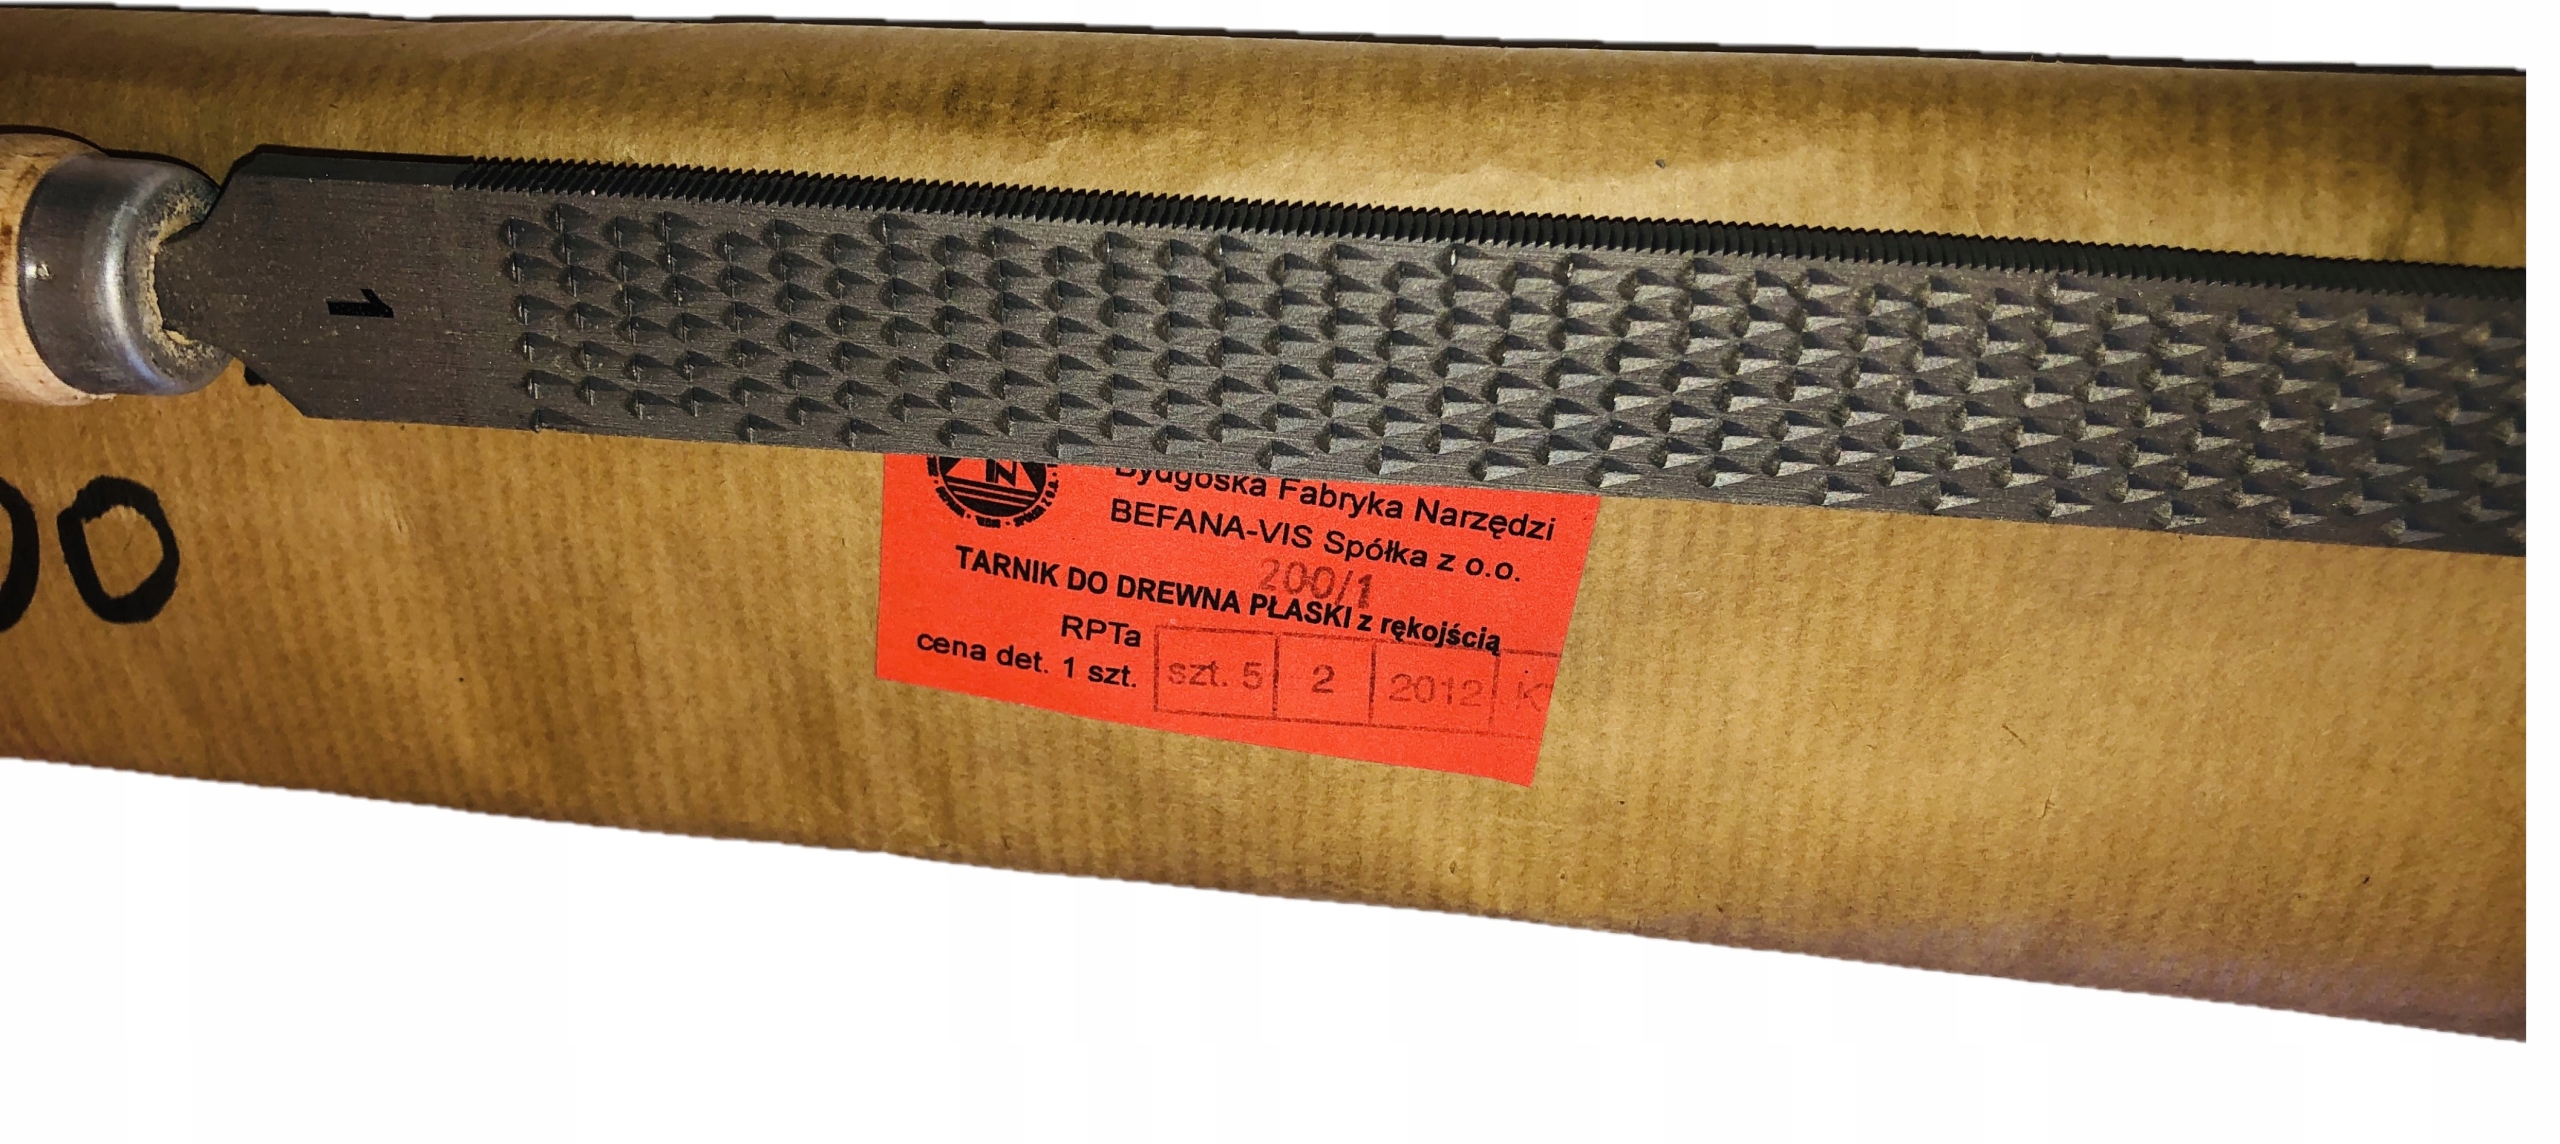 1
00
N
Bydgoska Fabryka Narzędzi
BEFANA-VIS Spółka z o.o.
200/1
TARNIK DO DREWNA PŁASKI z rękojścią
RPTa
cena det. 1 szt.
szt. 5 2 2012